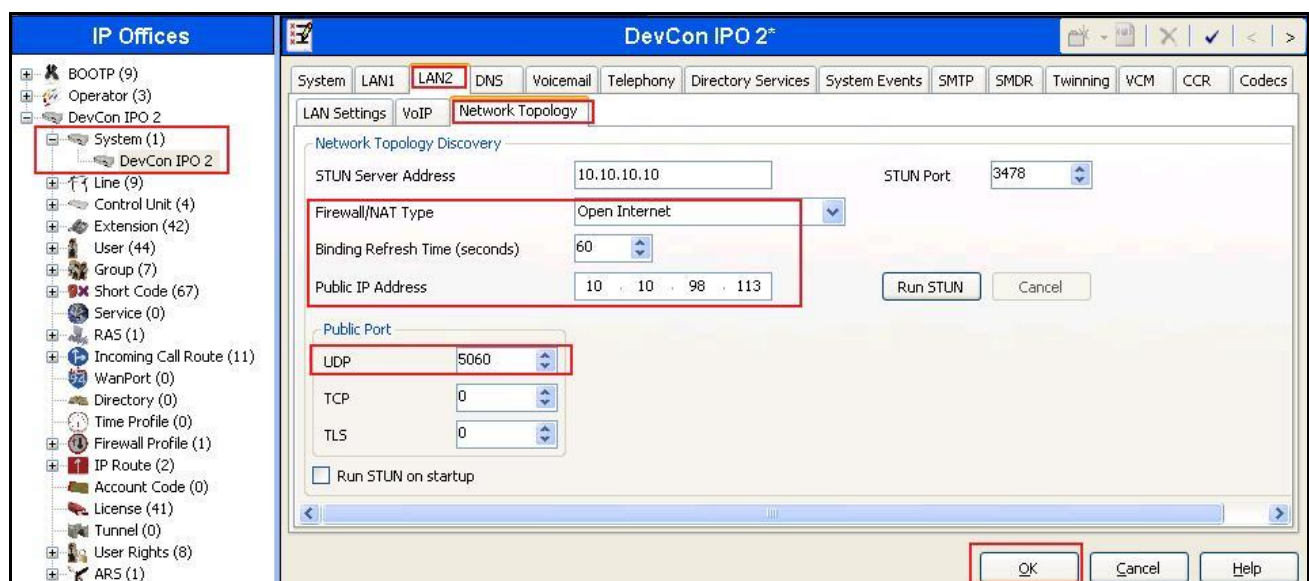 IP Offices
BOOTP (9)
Operator (3)
DevCon IPO 2
System (1)
DevCon IPO 2
Line (9)
Control Unit (4)
Extension (42)
User (44)
Group (7)
Short Code (67)
Service (0)
RAS (1)
Incoming Call Route (11)
WanPort (0)
Directory (0)
Time Profile (0)
Firewall Profile (1)
IP Route (2)
Account Code (0)
License (41)
Tunnel (0)
User Rights (8)
ARS (1)
DevCon IPO 2*
System LAN1 LAN2 DNS Voicemail Telephony Directory Services System Events SMTP SMDR Twinning VCM CCR Codecs
LAN Settings VoIP Network Topology
Network Topology Discovery
STUN Server Address 10.10.10.10 STUN Port 3478
Firewall/NAT Type Open Internet
Binding Refresh Time (seconds) 60
Public IP Address 10 . 10 . 98 . 113 Run STUN Cancel
Public Port
UDP 5060
TCP 0
TLS 0
Run STUN on startup
OK Cancel Help